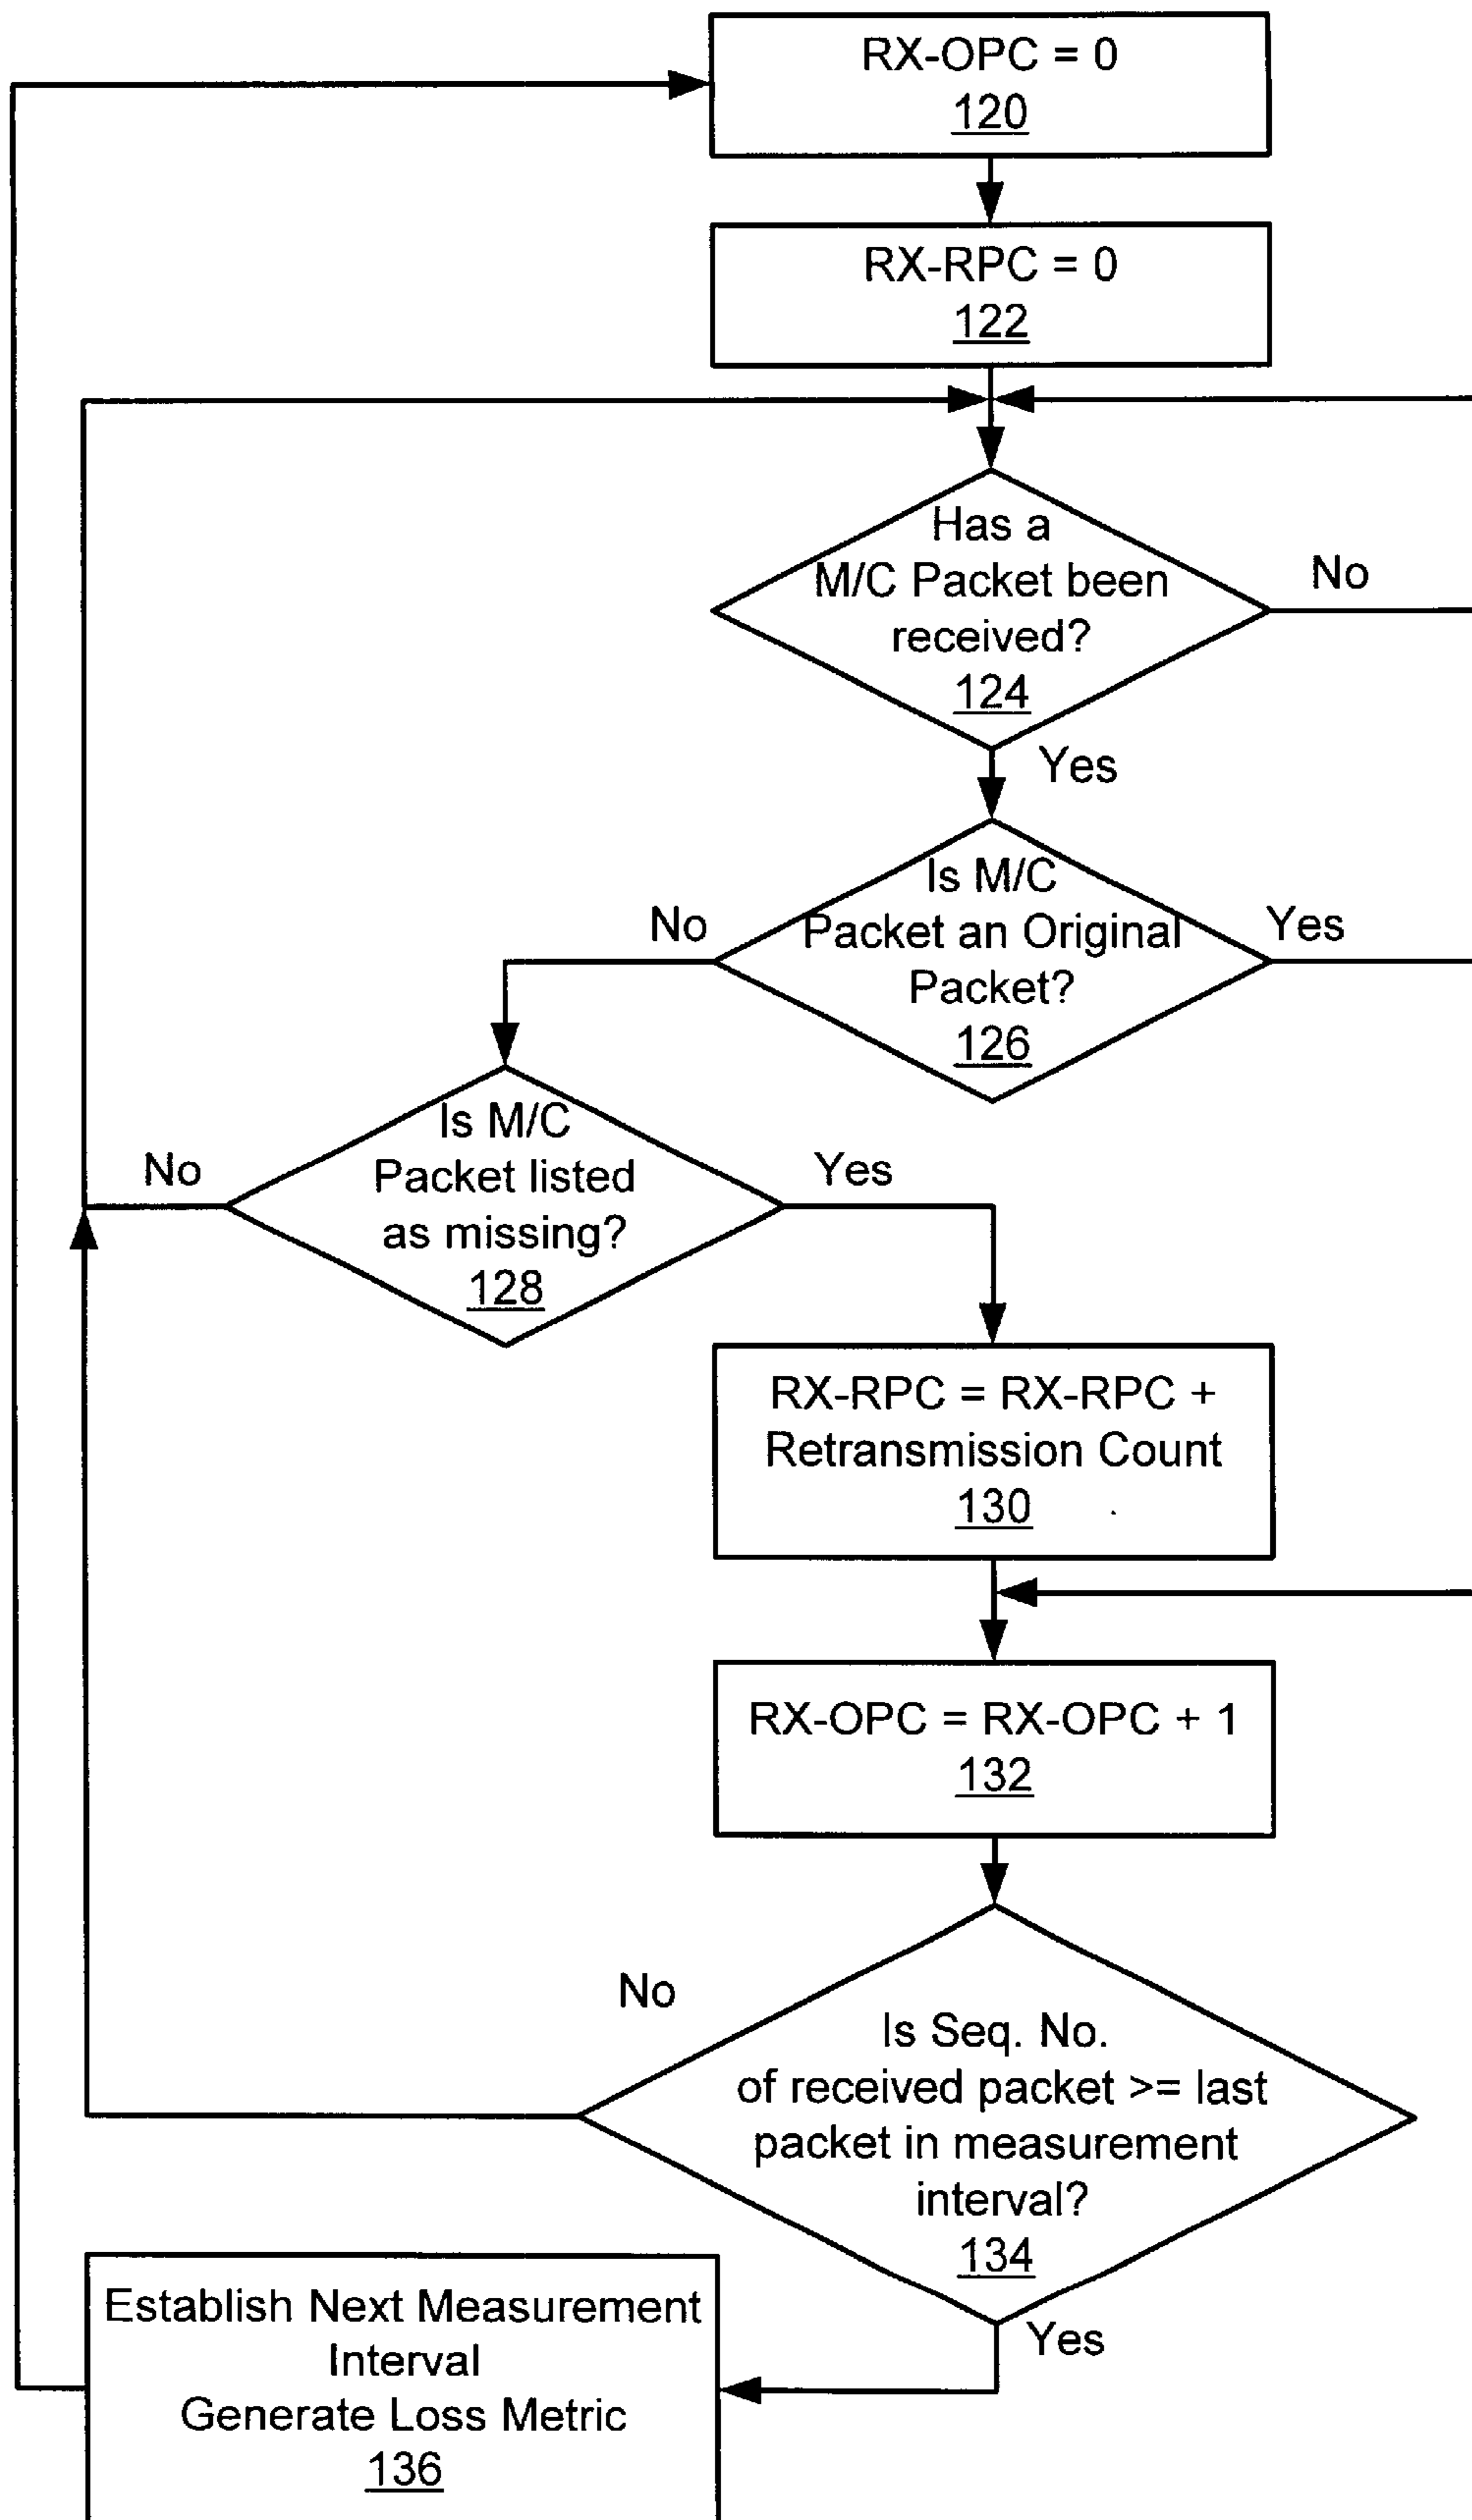 RX-OPC = 0
120
RX-RPC = 0
122
Has a
M/C Packet been
received?
124
No
Yes
Is M/C
Packet an Original
Packet?
126
No
Yes
Is M/C
Packet listed
as missing?
128
No
Yes
RX-RPC = RX-RPC +
Retransmission Count
130
RX-OPC = RX-OPC + 1
132
No
Is Seq. No.
of received packet >= last
packet in measurement
interval?
134
Yes
Establish Next Measurement
Interval
Generate Loss Metric
136